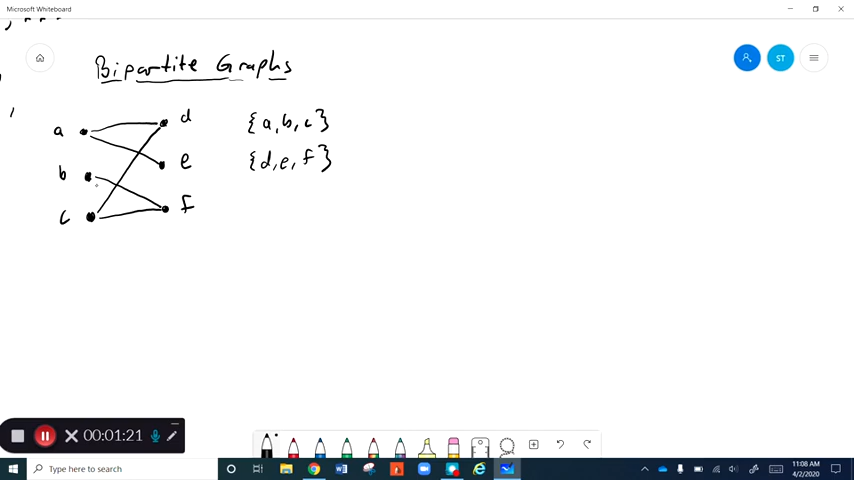 Microsoft Whiteboard
Bipartite Graphs
ST
a
d
{a,b,c}
b
e
{d,e,f}
c
f
00:01:21
Type here to search
11:08 AM
4/2/2020